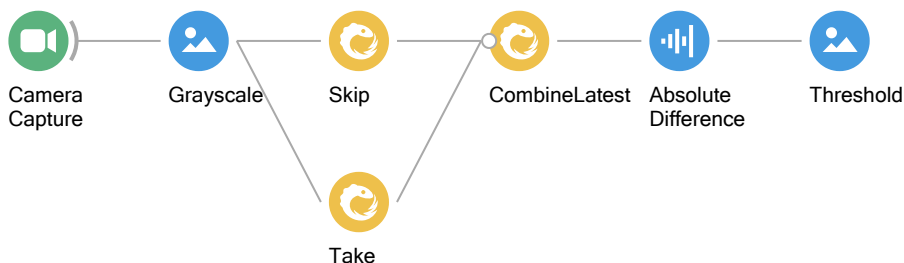 Camera
Capture
Grayscale
Skip
CombineLatest
Absolute
Difference
Threshold
Take